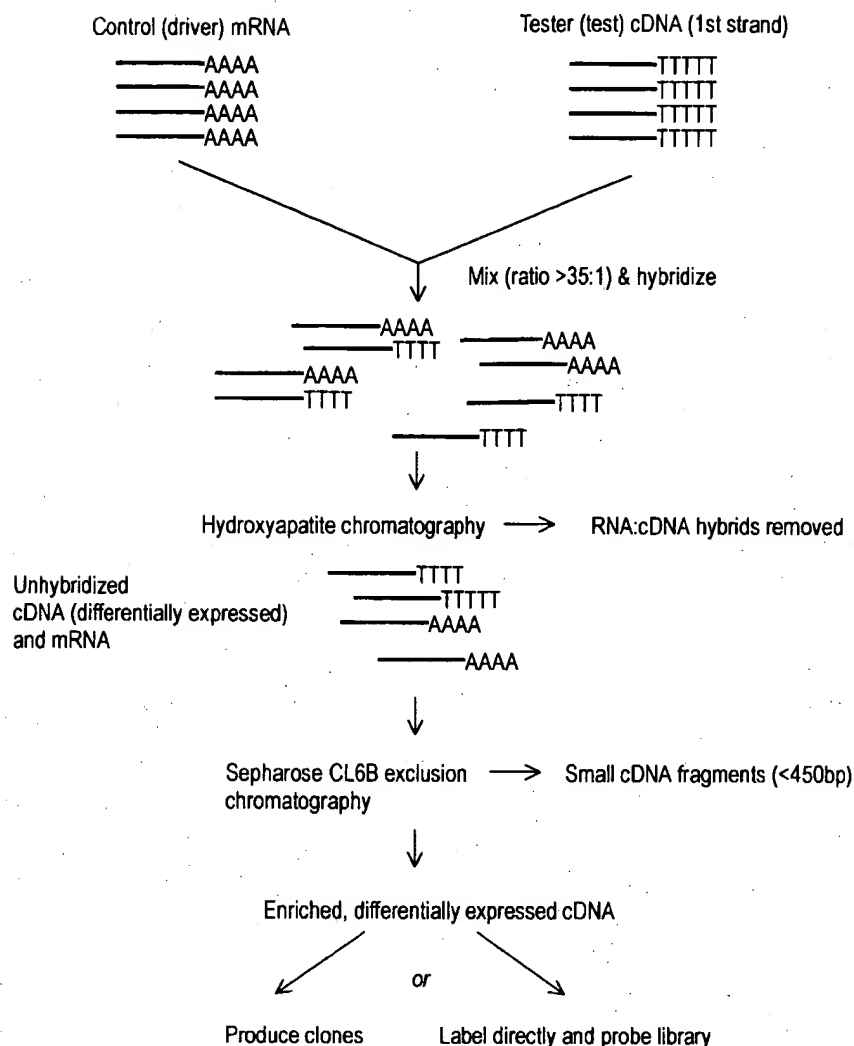 Control (driver) mRNA
Tester (test) cDNA (1st strand)
AAAA
AAAA
AAAA
AAAA
TTTTT
TTTTT
TTTTT
TTTTT
Mix (ratio >35:1) & hybridize
AAAA
TTTT
AAAA
AAAA
AAAA
TTTT
TTTT
TTTT
Hydroxyapatite chromatography
RNA:cDNA hybrids removed
Unhybridized
cDNA (differentially expressed)
and mRNA
TTTT
TTTTT
AAAA
AAAA
Sepharose CL6B exclusion
chromatography
Small cDNA fragments (<450bp)
Enriched, differentially expressed cDNA
or
Produce clones
Label directly and probe library